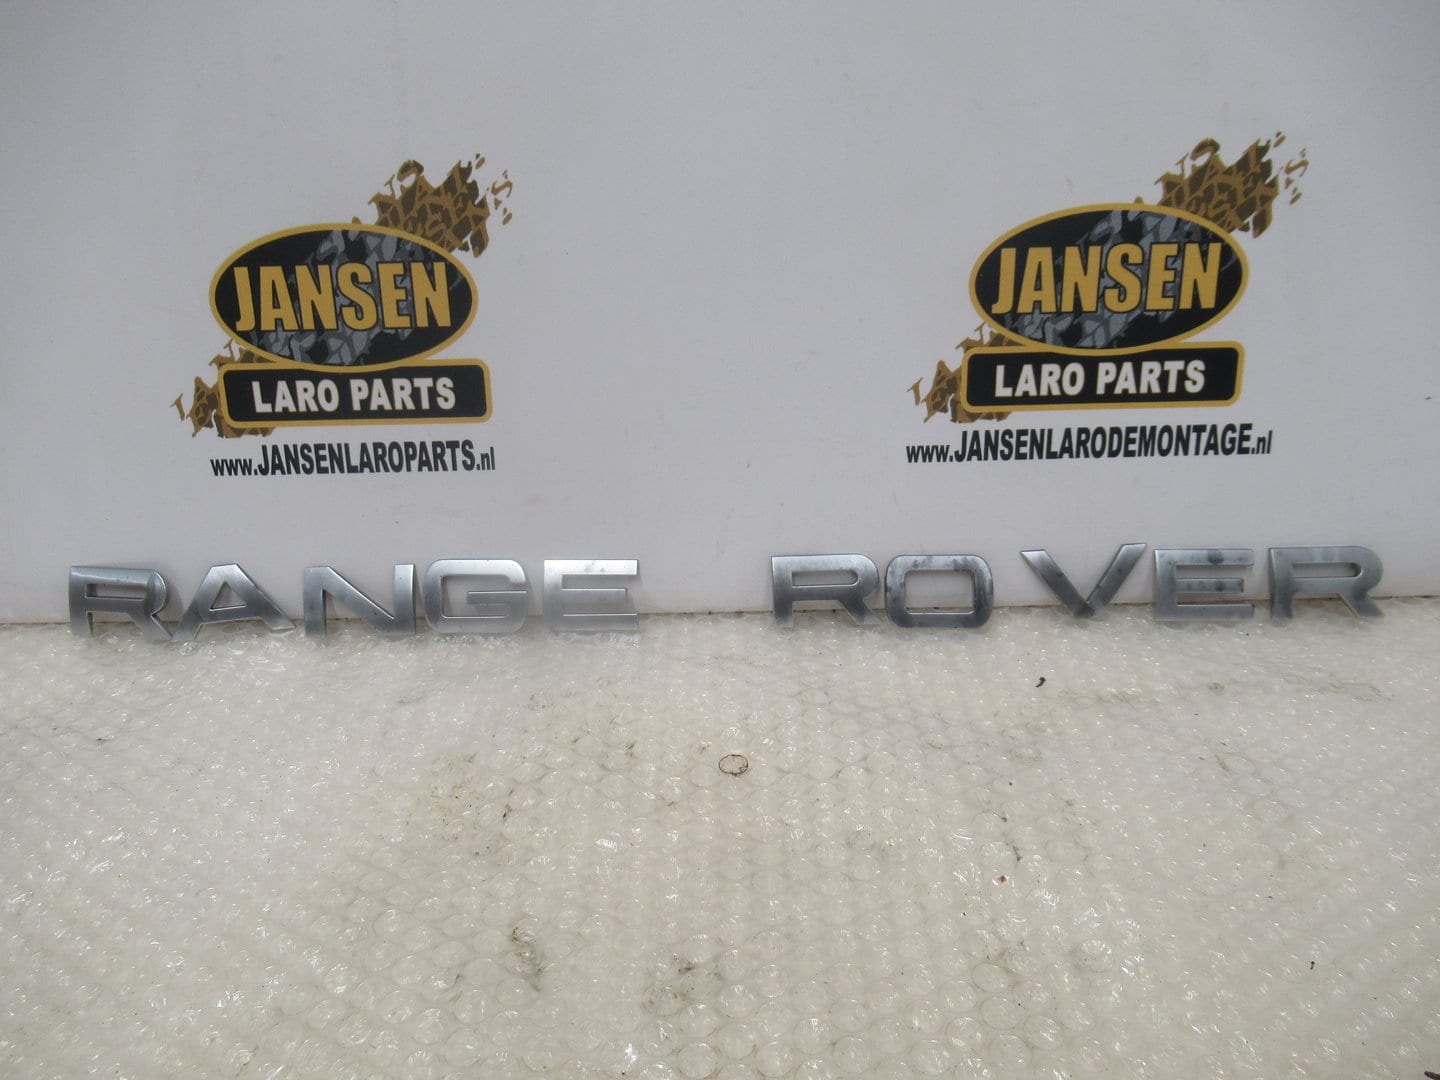 JANSEN
LARO PARTS
www.JANSENLAROPARTS.nl
JANSEN
LARO PARTS
www.JANSENLARODEMONTAGE.nl
RANGE ROVER